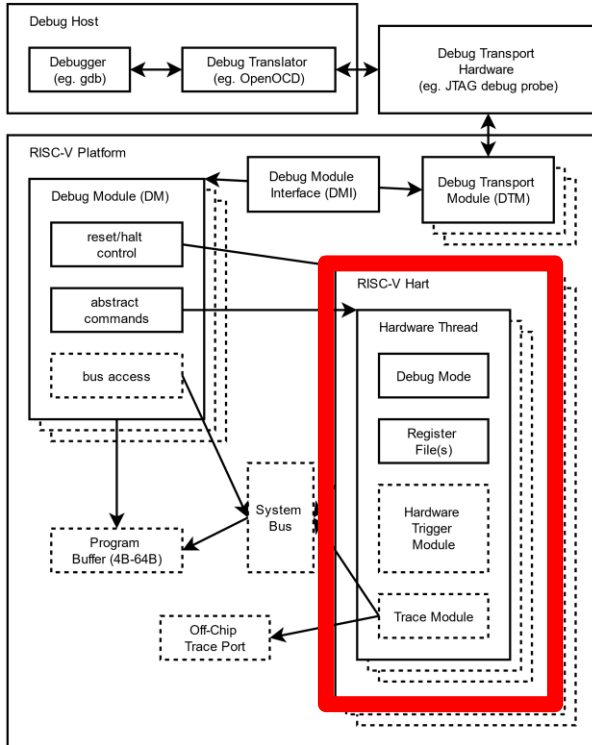 Debug Host
Debugger
(eg. gdb)
Debug Translator
(eg. OpenOCD)
Debug Transport
Hardware
(eg. JTAG debug probe)
RISC-V Platform
Debug Module (DM)
reset/halt
control
abstract
commands
bus access
Debug Module
Interface (DMI)
Debug Transport
Module (DTM)
RISC-V Hart
Hardware Thread
Debug Mode
Register
File(s)
Hardware
Trigger
Module
Trace Module
System
Bus
Program
Buffer (4B-64B)
Off-Chip
Trace Port